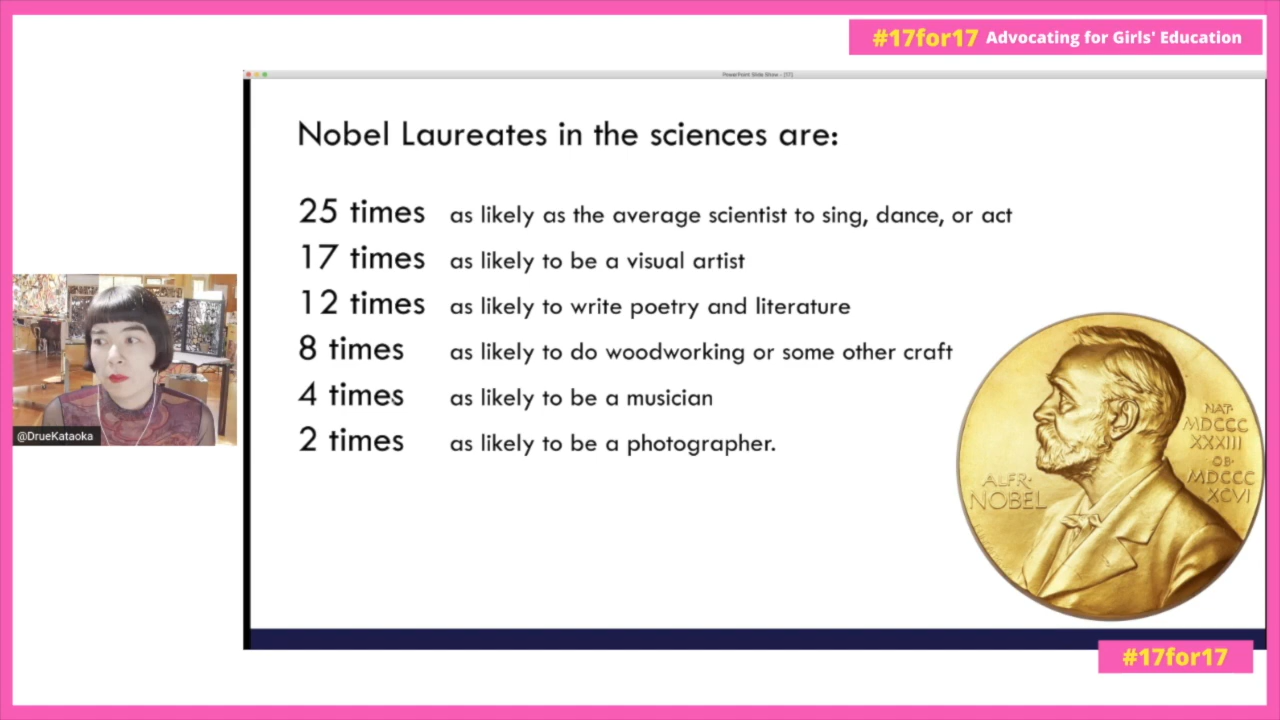 #17for17 Advocating for Girls' Education
PowerPoint Slide Show - [17]
Nobel Laureates in the sciences are:
25 times as likely as the average scientist to sing, dance, or act
17 times as likely to be a visual artist
12 times as likely to write poetry and literature
8 times as likely to do woodworking or some other craft
4 times as likely to be a musician
2 times as likely to be a photographer.
@DrueKataoka
ALFR·
NOBEL
NAT·
MDCCC
XXXIII
OB·
MDCCC
XCVI
#17for17